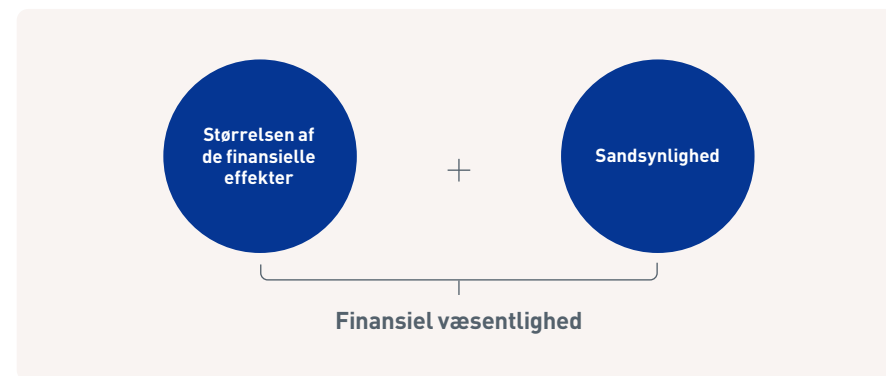 Størrelsen af
de finansielle
effekter
+
Sandsynlighed
Finansiel væsentlighed